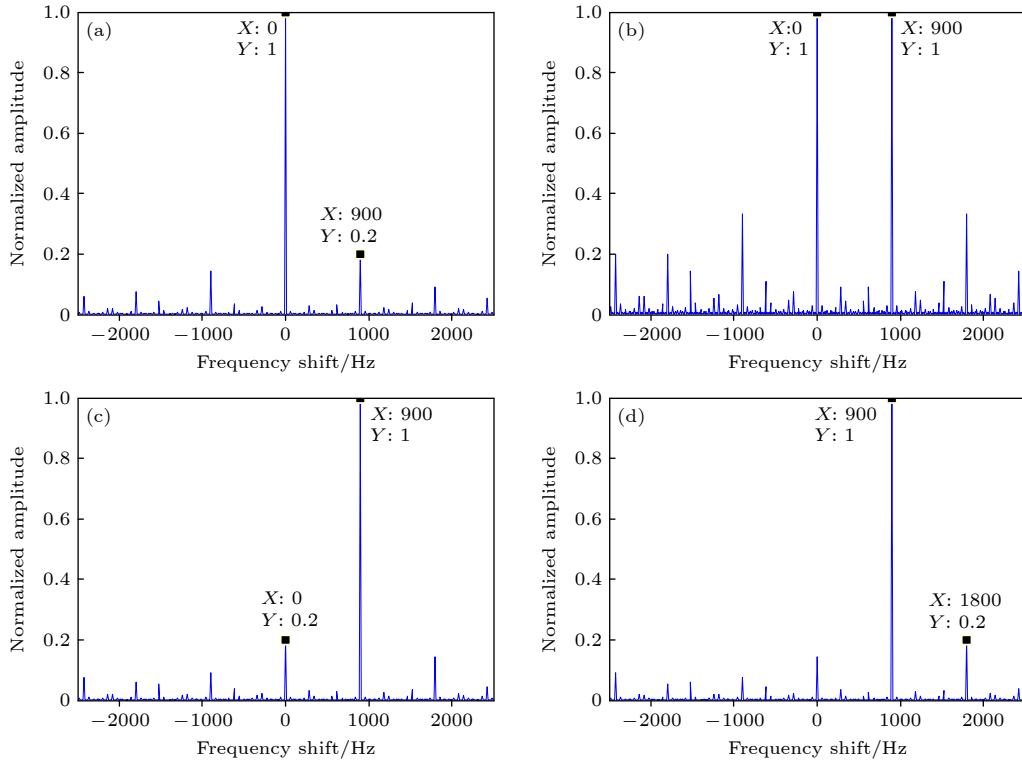 (a)
X: 0
Y: 1
X: 900
Y: 0.2
1.0
0.8
0.6
0.4
0.2
0
Normalized amplitude
−2000
−1000
0
1000
2000
Frequency shift/Hz
(b)
X:0
Y: 1
X: 900
Y: 1
1.0
0.8
0.6
0.4
0.2
0
Normalized amplitude
−2000
−1000
0
1000
2000
Frequency shift/Hz
(c)
X: 900
Y: 1
X: 0
Y: 0.2
1.0
0.8
0.6
0.4
0.2
0
Normalized amplitude
−2000
−1000
0
1000
2000
Frequency shift/Hz
(d)
X: 900
Y: 1
X: 1800
Y: 0.2
1.0
0.8
0.6
0.4
0.2
0
Normalized amplitude
−2000
−1000
0
1000
2000
Frequency shift/Hz